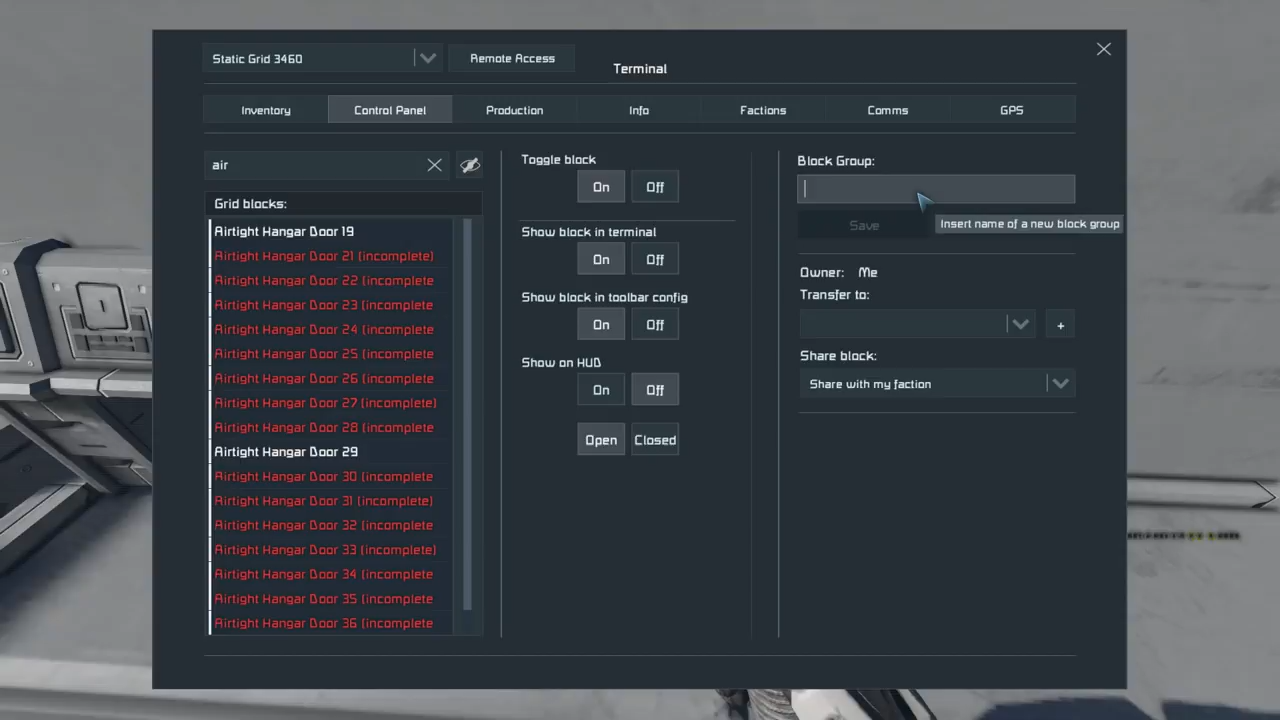 Static Grid 3460
Remote Access
Terminal
Inventory
Control Panel
Production
Info
Factions
Comms
GPS
air
Grid blocks:
Airtight Hangar Door 19
Airtight Hangar Door 21 (incomplete)
Airtight Hangar Door 22 (incomplete
Airtight Hangar Door 23 (incomplete
Airtight Hangar Door 24 (incomplete
Airtight Hangar Door 25 (incomplete
Airtight Hangar Door 26 (incomplete
Airtight Hangar Door 27 (incomplete)
Airtight Hangar Door 28 (incomplete
Airtight Hangar Door 29
Airtight Hangar Door 30 (incomplete
Airtight Hangar Door 31 (incomplete)
Airtight Hangar Door 32 (incomplete
Airtight Hangar Door 33 (incomplete)
Airtight Hangar Door 34 (incomplete
Airtight Hangar Door 35 (incomplete
Airtight Hangar Door 36 (incomplete
Toggle block
On
Off
Show block in terminal
On
Off
Show block in toolbar config
On
Off
Show on HUD
On
Off
Open
Closed
Block Group:
Save
Insert name of a new block group
Owner: Me
Transfer to:
+
Share block:
Share with my faction